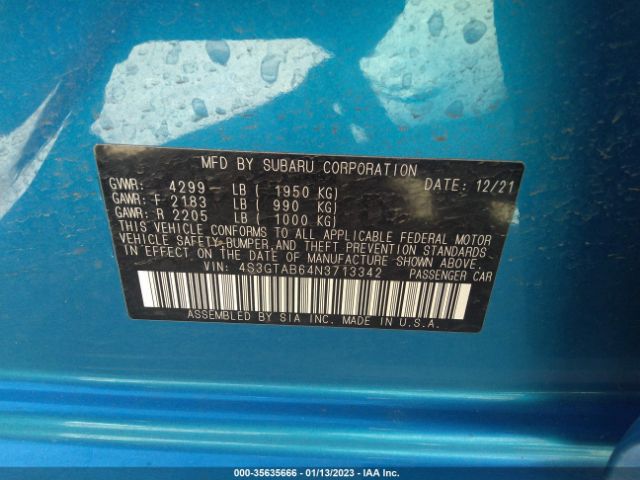 MFD BY SUBARU CORPORATION
GVWR: 4299 LB ( 1950 KG) DATE: 12/21
GAWR: F 2183 LB ( 990 KG)
GAWR: R 2205 LB ( 1000 KG)
THIS VEHICLE CONFORMS TO ALL APPLICABLE FEDERAL MOTOR
VEHICLE SAFETY,BUMPER, AND THEFT PREVENTION STANDARDS
IN EFFECT ON THE DATE OF MANUFACTURE SHOWN ABOVE.
VIN: 4S3GTAB64N3713342 PASSENGER CAR
ASSEMBLED BY SIA INC. MADE IN U.S.A.
000-35635666 - 01/13/2023 - IAA Inc.